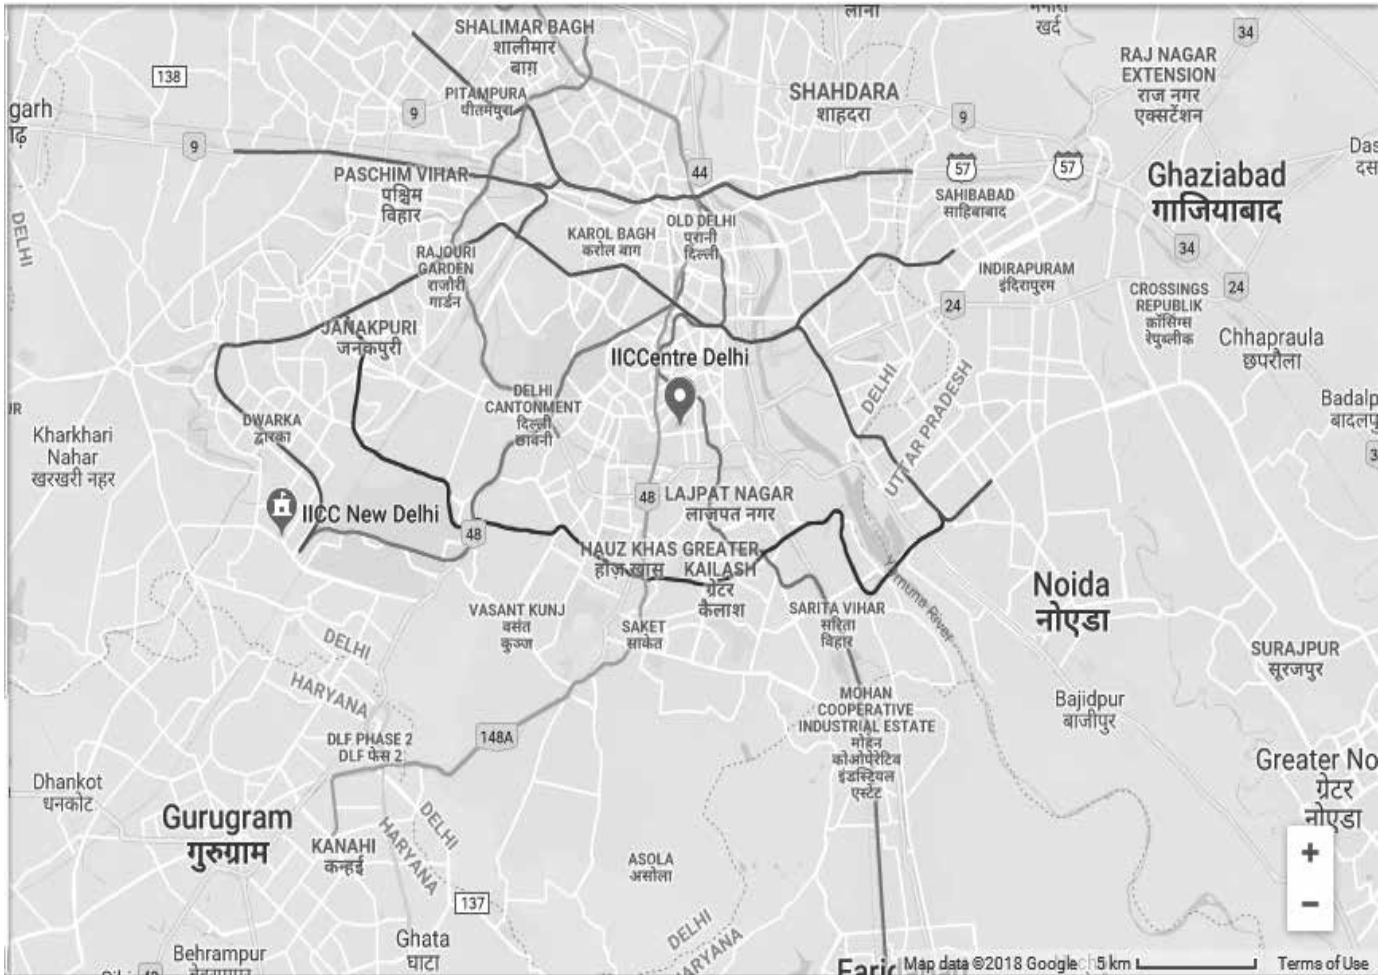 लाना
खर्द
SHALIMAR BAGH
शालीमार
बाग़
34
138
RAJ NAGAR
EXTENSION
राज नगर
एक्सटेंशन
PITAMPURA
पीतमपुरा
SHAHDARA
शाहदरा
garh
9
9
9
44
57
57
PASCHIM VIHAR
पश्चिम
विहार
SAHIBABAD
साहिबाबाद
Ghaziabad
गाजियाबाद
DELHI
OLD DELHI
पुरानी
दिल्ली
KAROL BAGH
करोल बाग
RAJOURI
GARDEN
राजौरी
गार्डन
34
INDIRAPURAM
इंदिरापुरम
24
24
CROSSINGS
REPUBLIK
क्रॉसिंग्स
रेपुब्लीक
JANAKPURI
जनकपुरी
Chhapraula
छपरौला
IICCentre Delhi
DELHI
UTTAR PRADESH
DELHI
CANTONMENT
दिल्ली
छावनी
DWARKA
द्वारका
Badalp
बादलपु
Kharkhari
Nahar
खरखरी नहर
IICC New Delhi
48
48
LAJPAT NAGAR
लाजपत नगर
HAUZ KHAS
हौज़ खास
GREATER
KAILASH
ग्रेटर
कैलाश
Yamuna River
Noida
नोएडा
VASANT KUNJ
वसंत
कुञ्ज
SAKET
साकेत
SARITA VIHAR
सरिता
विहार
DELHI
HARYANA
SURAJPUR
सूरजपुर
MOHAN
COOPERATIVE
INDUSTRIAL ESTATE
मोहन
कोओपेरेटिव
इंडस्ट्रियल
एस्टेट
Bajidpur
बाजीपुर
148A
DLF PHASE 2
DLF फेस 2
Dhankot
धनकोट
Greater No
ग्रेटर
नोएडा
Gurugram
गुरुग्राम
DELHI
HARYANA
KANAHI
कन्हई
ASOLA
असोला
+
−
137
Ghata
घाटा
DELHI
HARYANA
Behrampur
Farid
Map data ©2018 Google
5 km
Terms of Use